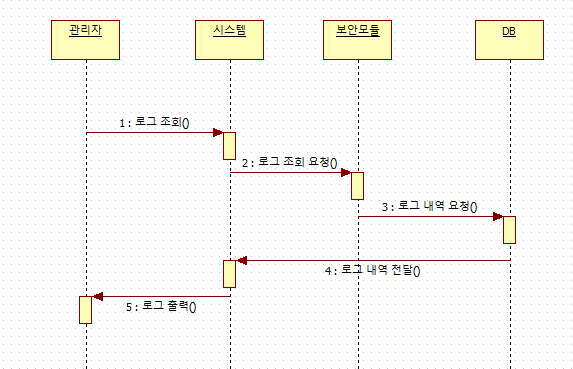 관리자
시스템
보안모듈
DB
1 : 로그 조회()
2 : 로그 조회 요청()
3 : 로그 내역 요청()
4 : 로그 내역 전달()
5 : 로그 출력()